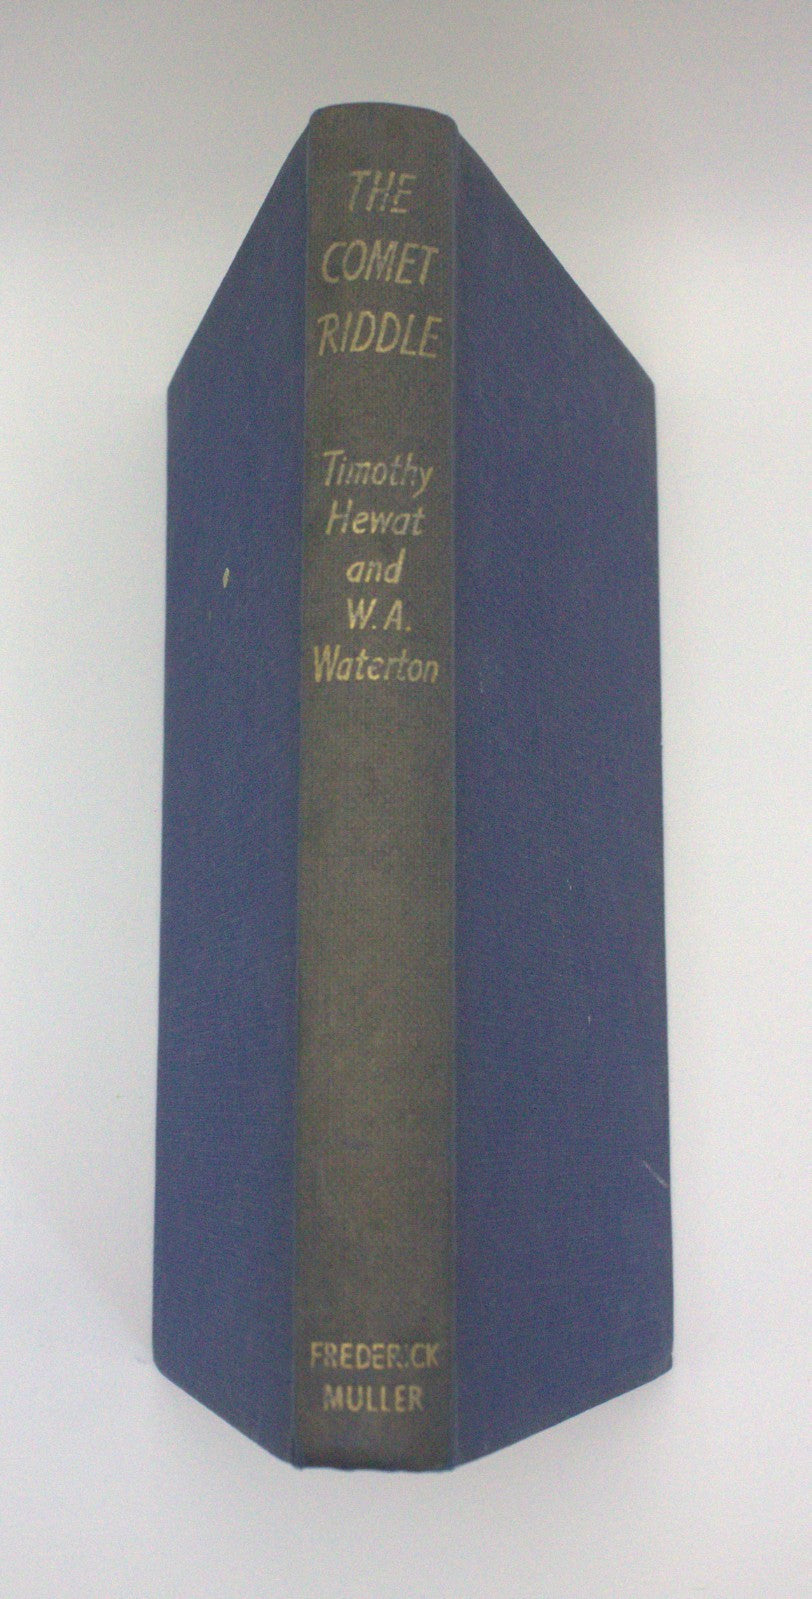 THE
COMET
RIDDLE
Timothy
Hewat
and
W. A.
Waterton
FREDERICK
MULLER